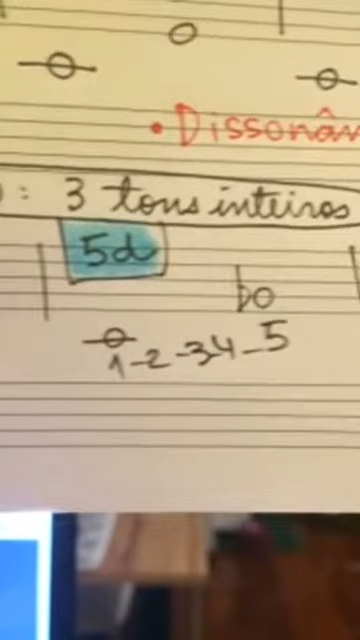 • Dissonân
: 3 tons inteiros
5d
1-2-34-5